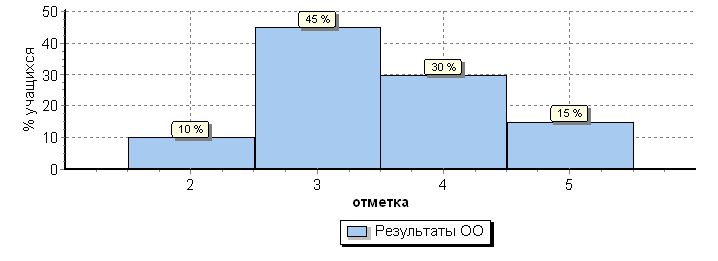 50
45 %
40
30 %
30
20
15 %
10 %
10
0
% учащихся
2 3 4 5
отметка
Результаты ОО